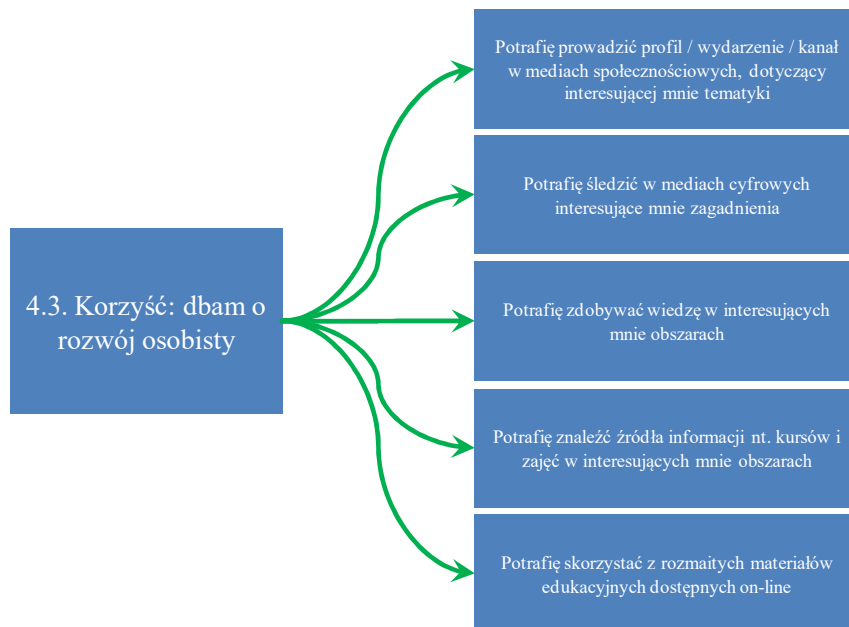 Potrafię prowadzić profil / wydarzenie / kanał
w mediach społecznościowych, dotyczący
interesującej mnie tematyki
Potrafię śledzić w mediach cyfrowych
interesujące mnie zagadnienia
4.3. Korzyść: dbam o
rozwój osobisty
Potrafię zdobywać wiedzę w interesujących
mnie obszarach
Potrafię znaleźć źródła informacji nt. kursów i
zajęć w interesujących mnie obszarach
Potrafię skorzystać z rozmaitych materiałów
edukacyjnych dostępnych on-line